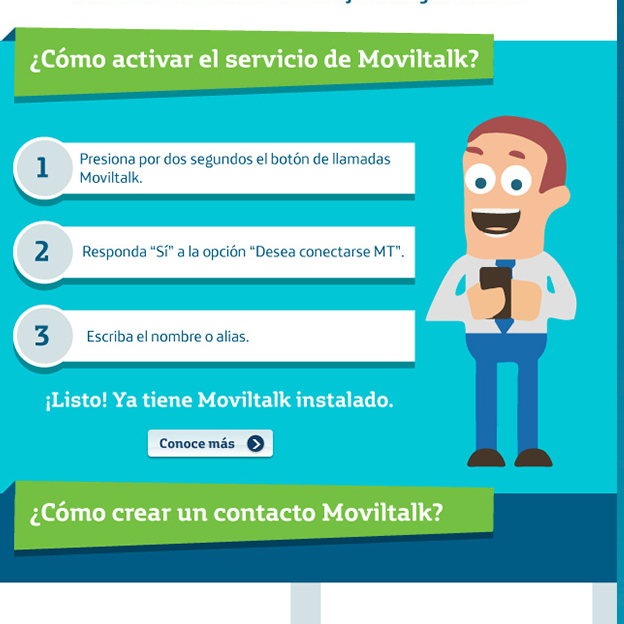 ¿Cómo activar el servicio de Moviltalk?
1
Presiona por dos segundos el botón de llamadas
Moviltalk.
2
Responda “Sí” a la opción “Desea conectarse MT”.
3
Escriba el nombre o alias.
¡Listo! Ya tiene Moviltalk instalado.
Conoce más
¿Cómo crear un contacto Moviltalk?